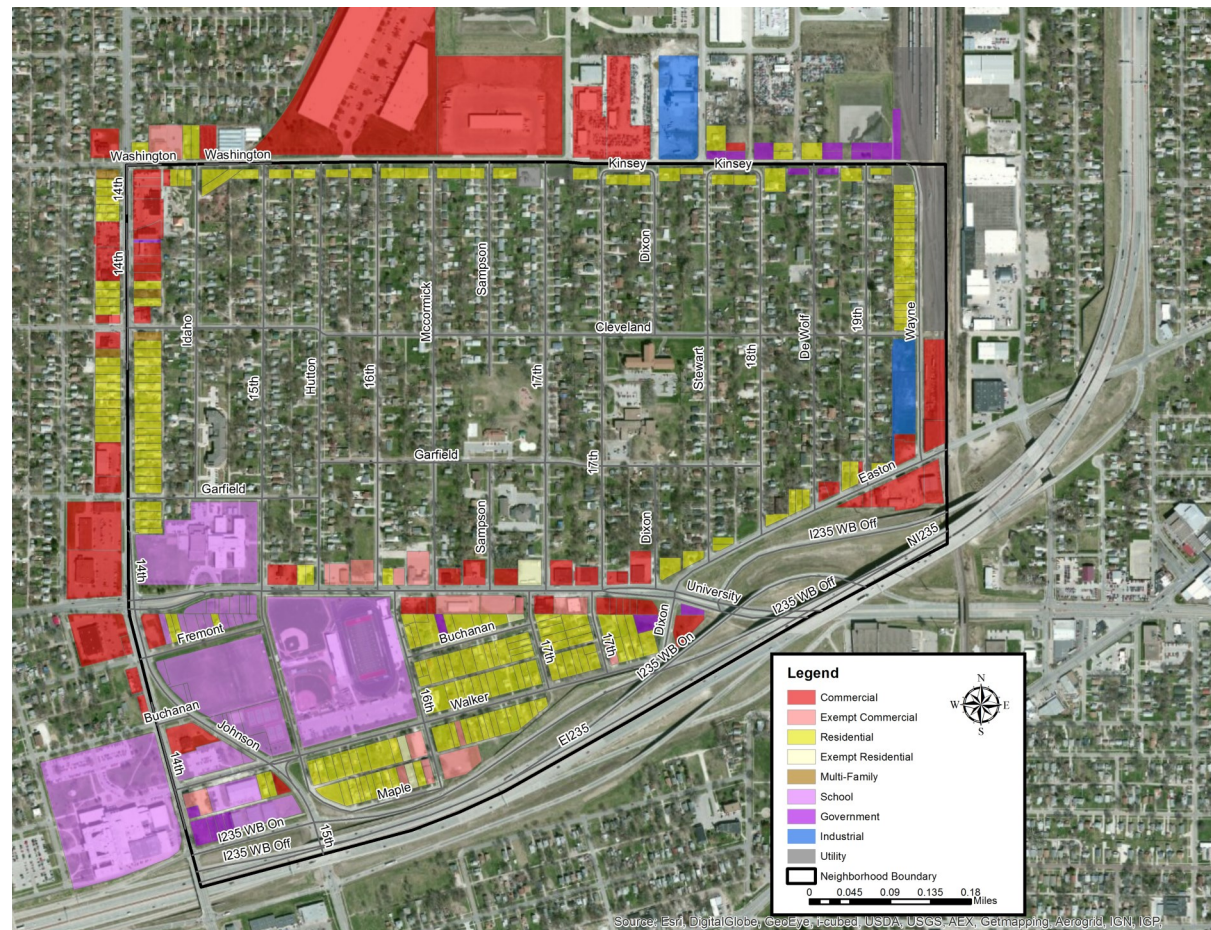 Washington
Washington
Kinsey
Kinsey
14th
14th
Idaho
15th
Hutton
16th
Mccormick
Sampson
17th
Dixon
Cleveland
Stewart
18th
De Wolff
19th
Wayne
Garfield
Garfield
17th
Easton
Sampson
Dixon
I235 WB Off
NI235
14th
University
I235 WB Off
Fremont
Buchanan
17th
17th
Dixon
I235 WB On
16th
Walker
Buchanan
Johnson
14th
EI235
Maple
I235 WB On
I235 WB Off
15th
Legend
Commercial
Exempt Commercial
Residential
Exempt Residential
Multi-Family
School
Government
Industrial
Utility
Neighborhood Boundary
N
W E
S
0 0.045 0.09 0.135 0.18
Miles
Source: Esri, DigitalGlobe, GeoEye, i-cubed, USDA, USGS, AEX, Getmapping, Aerogrid, IGN, IGP,